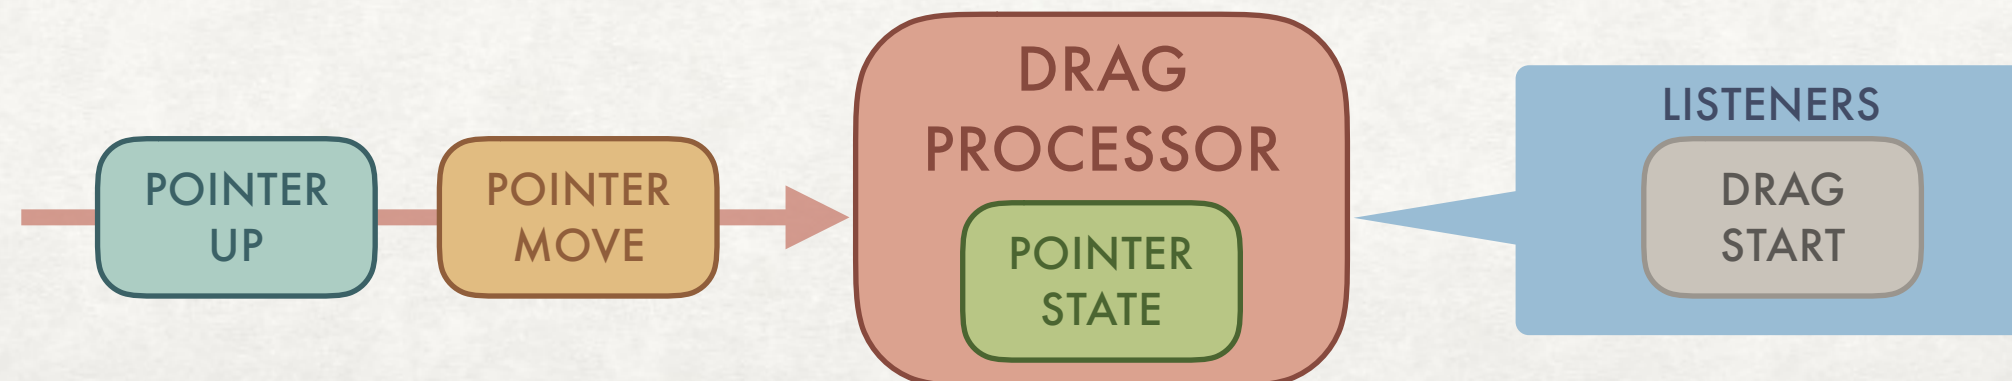 POINTER
UP
POINTER
MOVE
DRAG
PROCESSOR
POINTER
STATE
LISTENERS
DRAG
START